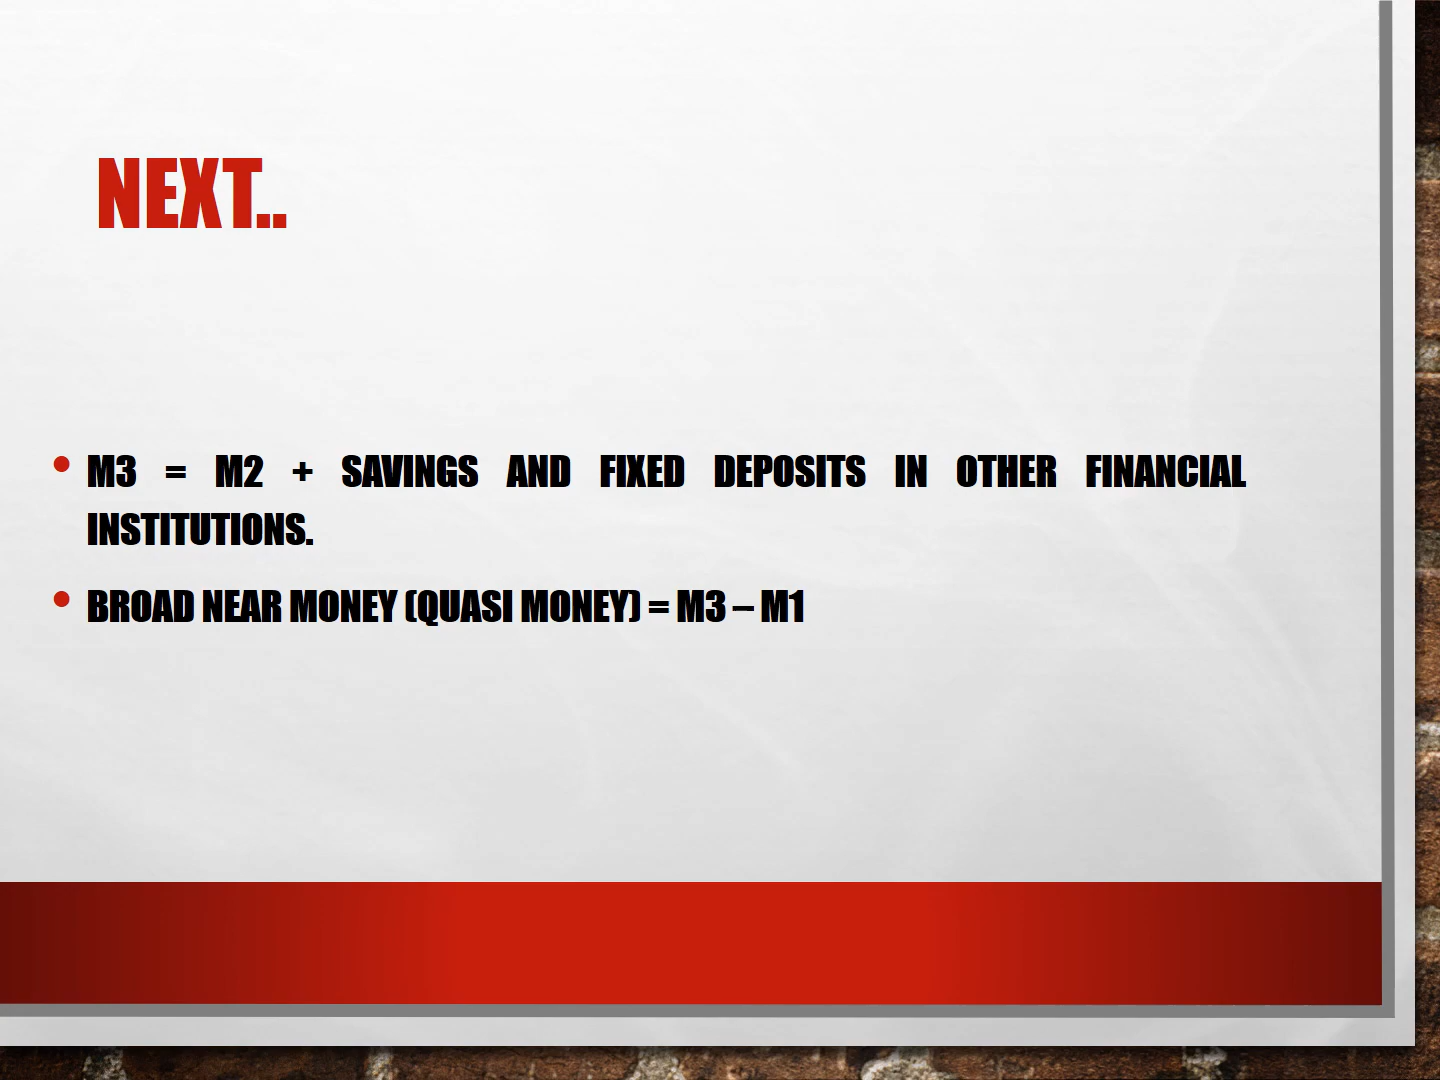 NEXT..
• M3 = M2 + SAVINGS AND FIXED DEPOSITS IN OTHER FINANCIAL
INSTITUTIONS.
• BROAD NEAR MONEY (QUASI MONEY) = M3 – M1